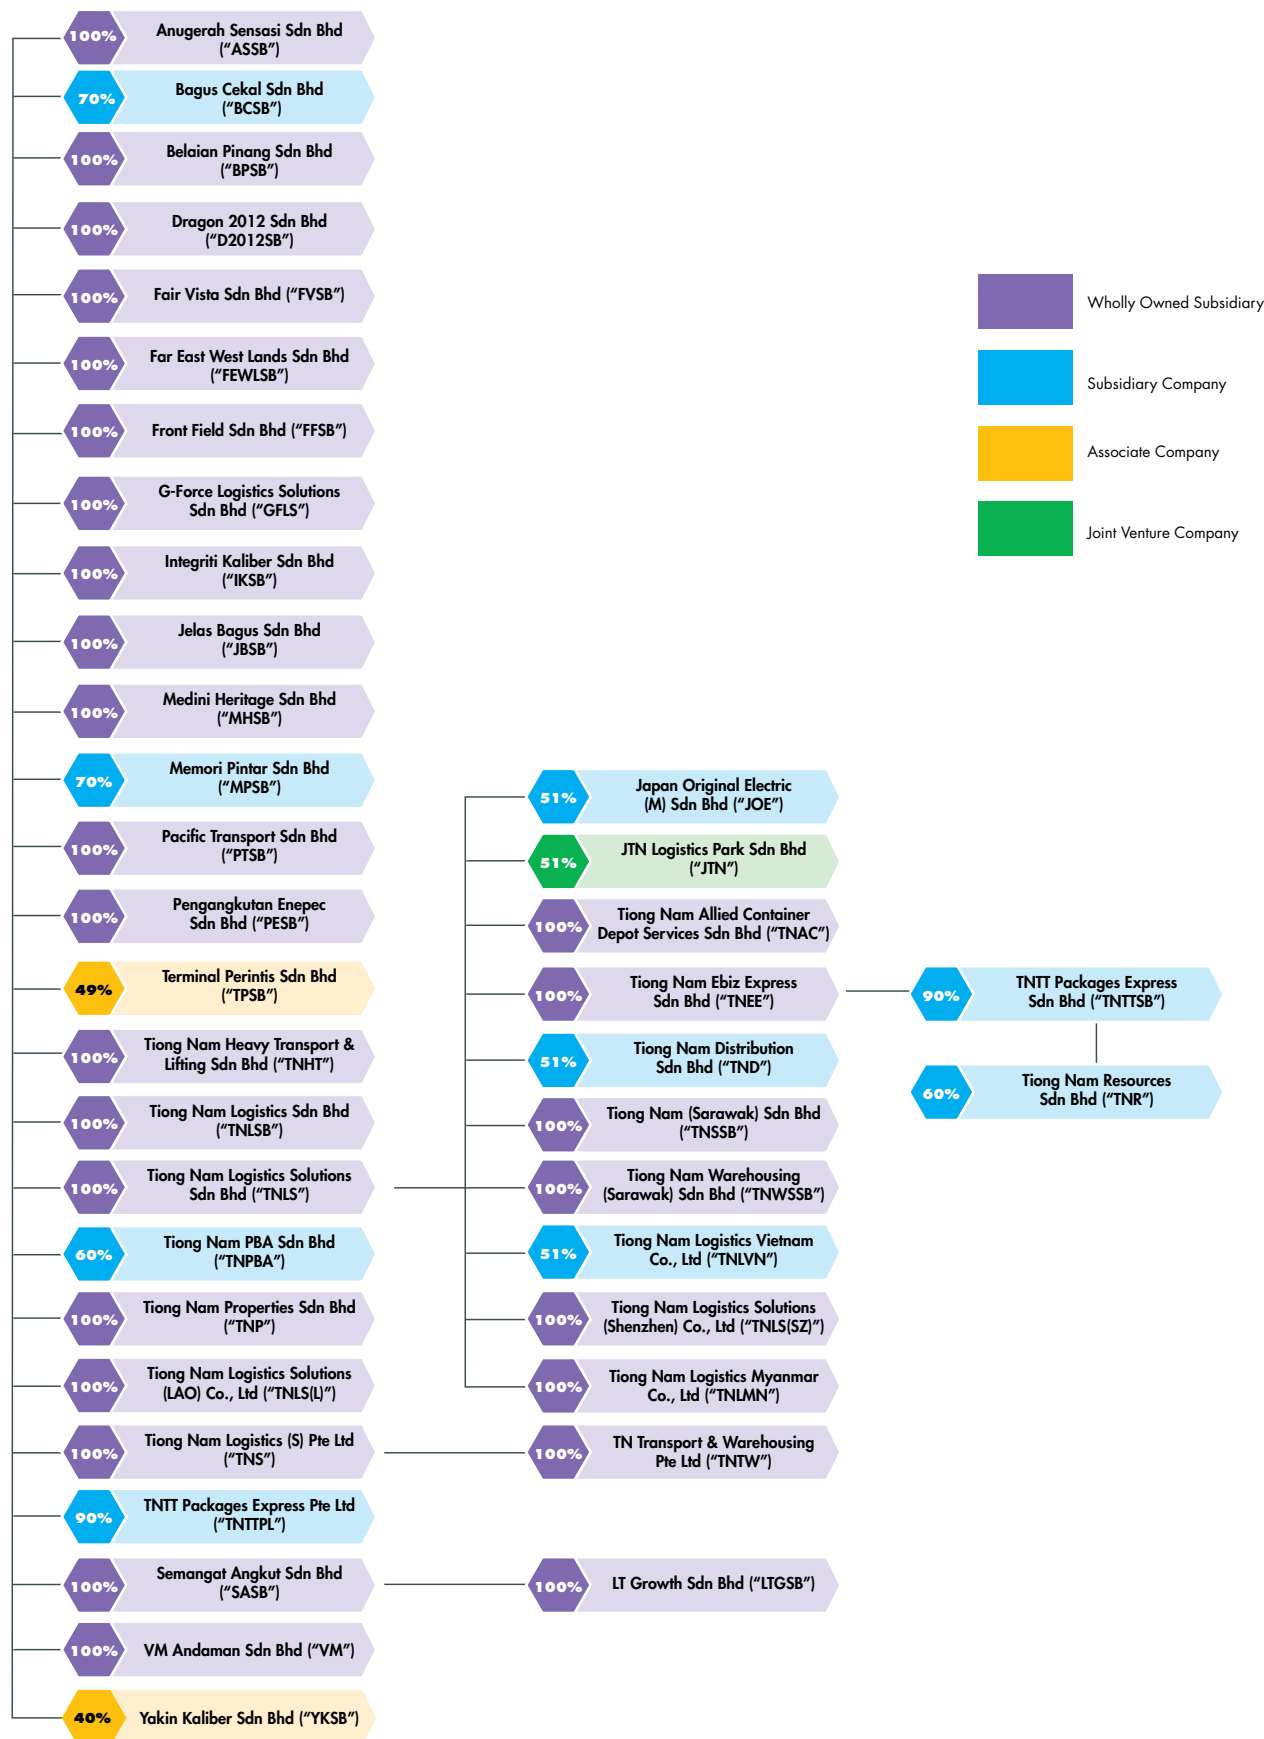 100%
Anugerah Sensasi Sdn Bhd
(“ASSB”)
70%
Bagus Cekal Sdn Bhd
(“BCSB”)
100%
Belaian Pinang Sdn Bhd
(“BPSB”)
100%
Dragon 2012 Sdn Bhd
(“D2012SB”)
100%
Fair Vista Sdn Bhd (“FVSB”)
100%
Far East West Lands Sdn Bhd
(“FEWLSB”)
100%
Front Field Sdn Bhd (“FFSB”)
100%
G-Force Logistics Solutions
Sdn Bhd (“GFLS”)
100%
Integriti Kaliber Sdn Bhd
(“IKSB”)
100%
Jelas Bagus Sdn Bhd
(“JBSB”)
100%
Medini Heritage Sdn Bhd
(“MHSB”)
70%
Memori Pintar Sdn Bhd
(“MPSB”)
100%
Pacific Transport Sdn Bhd
(“PTSB”)
100%
Pengangkutan Enepec
Sdn Bhd (“PESB”)
49%
Terminal Perintis Sdn Bhd
(“TPSB”)
100%
Tiong Nam Heavy Transport &
Lifting Sdn Bhd (“TNHT”)
100%
Tiong Nam Logistics Sdn Bhd
(“TNLSB”)
100%
Tiong Nam Logistics Solutions
Sdn Bhd (“TNLS”)
60%
Tiong Nam PBA Sdn Bhd
(“TNPBA”)
100%
Tiong Nam Properties Sdn Bhd
(“TNP”)
100%
Tiong Nam Logistics Solutions
(LAO) Co., Ltd (“TNLS(L)”)
100%
Tiong Nam Logistics (S) Pte Ltd
(“TNS”)
90%
TNTT Packages Express Pte Ltd
(“TNTTPL”)
100%
Semangat Angkut Sdn Bhd
(“SASB”)
100%
VM Andaman Sdn Bhd (“VM”)
40%
Yakin Kaliber Sdn Bhd (“YKSB”)
51%
Japan Original Electric
(M) Sdn Bhd (“JOE”)
51%
JTN Logistics Park Sdn Bhd
(“JTN”)
100%
Tiong Nam Allied Container
Depot Services Sdn Bhd (“TNAC”)
100%
Tiong Nam Ebiz Express
Sdn Bhd (“TNEE”)
51%
Tiong Nam Distribution
Sdn Bhd (“TND”)
100%
Tiong Nam (Sarawak) Sdn Bhd
(“TNSSB”)
100%
Tiong Nam Warehousing
(Sarawak) Sdn Bhd (“TNWSSB”)
51%
Tiong Nam Logistics Vietnam
Co., Ltd (“TNLVN”)
100%
Tiong Nam Logistics Solutions
(Shenzhen) Co., Ltd (“TNLS(SZ)”)
100%
Tiong Nam Logistics Myanmar
Co., Ltd (“TNLMN”)
100%
TN Transport & Warehousing
Pte Ltd (“TNTW”)
100%
LT Growth Sdn Bhd (“LTGSB”)
90%
TNTT Packages Express
Sdn Bhd (“TNTTSB”)
60%
Tiong Nam Resources
Sdn Bhd (“TNR”)
Wholly Owned Subsidiary
Subsidiary Company
Associate Company
Joint Venture Company